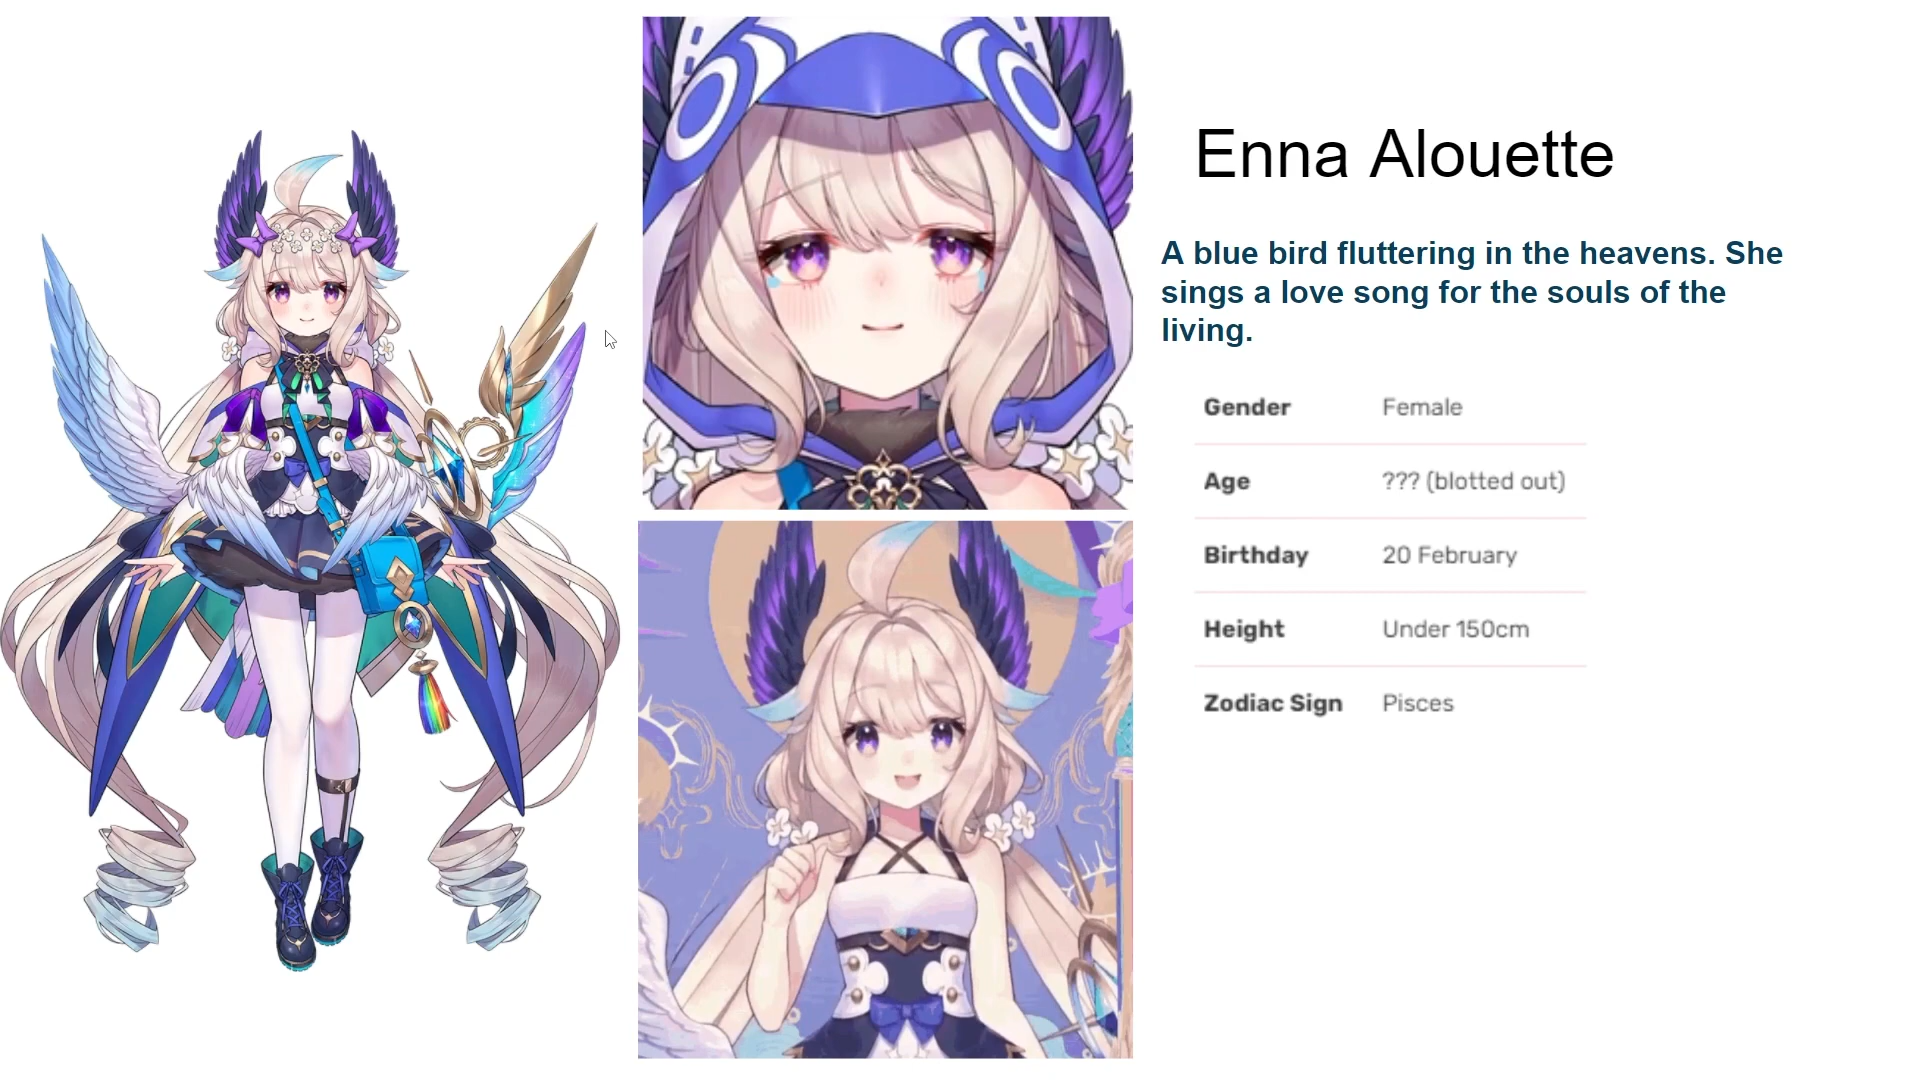 Enna Alouette
A blue bird fluttering in the heavens. She
sings a love song for the souls of the
living.
Gender Female
Age ??? (blotted out)
Birthday 20 February
Height Under 150cm
Zodiac Sign Pisces